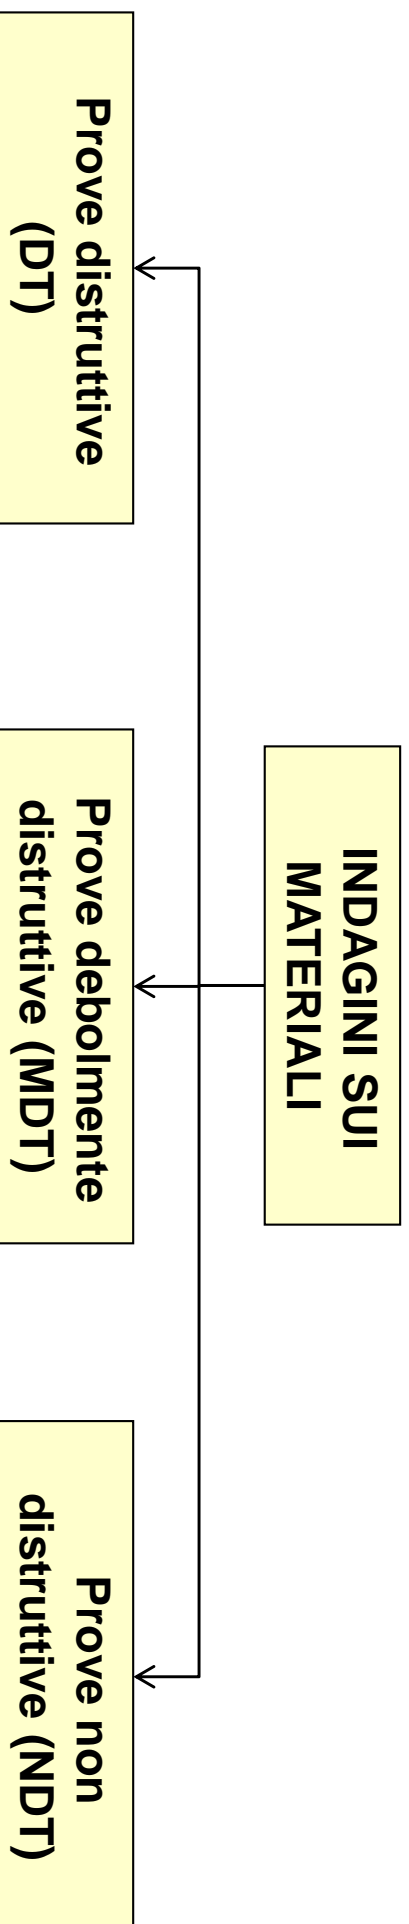 INDAGINI SUI
MATERIALI
Prove distruttive
(DT)
Prove debolmente
distruttive (MDT)
Prove non
distruttive (NDT)